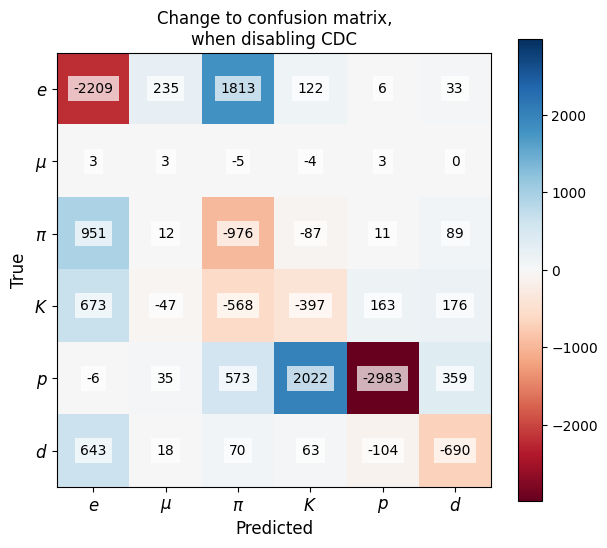 Change to confusion matrix,
when disabling CDC
e -2209 235 1813 122 6 33
μ 3 3 -5 -4 3 0
π 951 12 -976 -87 11 89
K 673 -47 -568 -397 163 176
p -6 35 573 2022 -2983 359
d 643 18 70 63 -104 -690
e μ π K p d
True
Predicted
2000
1000
0
−1000
−2000